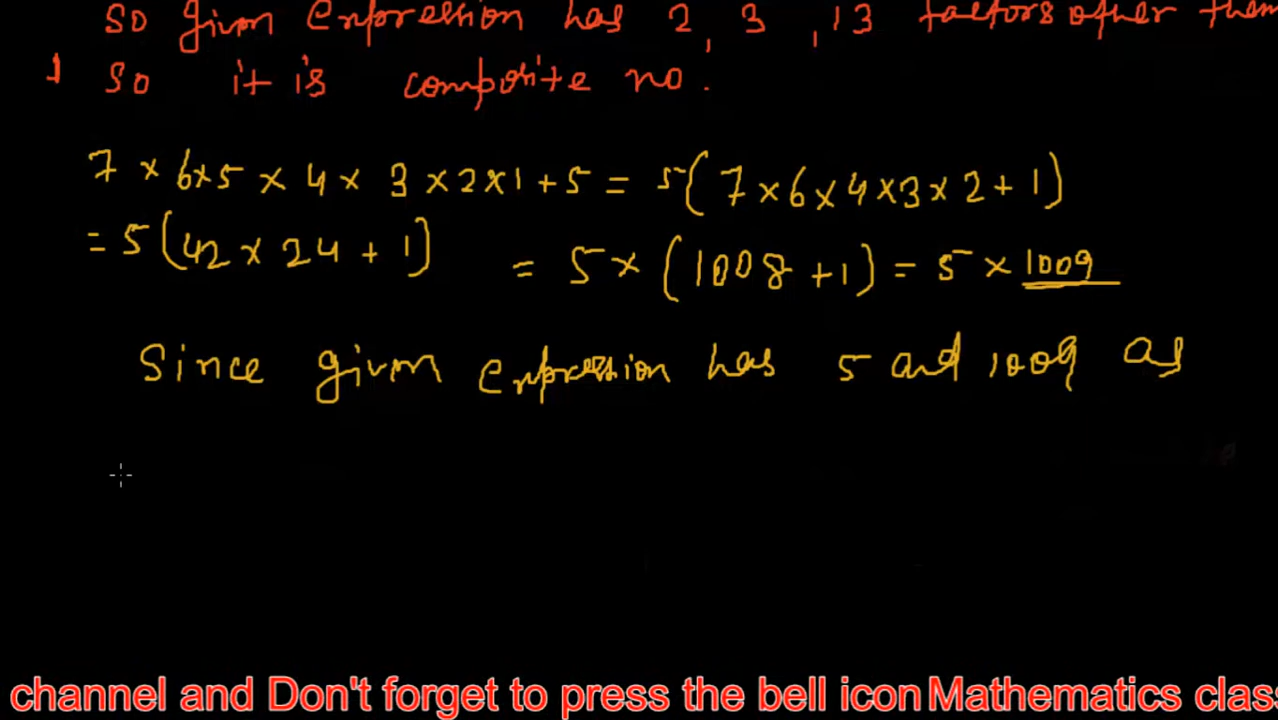 So given expression has 2, 3, 13 factors other than
1 So it is composite no.
7 × 6 × 5 × 4 × 3 × 2 × 1 + 5 = 5(7 × 6 × 4 × 3 × 2 + 1)
= 5(42 × 24 + 1) = 5 × (1008 + 1) = 5 × 1009
Since given expression has 5 and 1009 as
channel and Don't forget to press the bell icon Mathematics clas